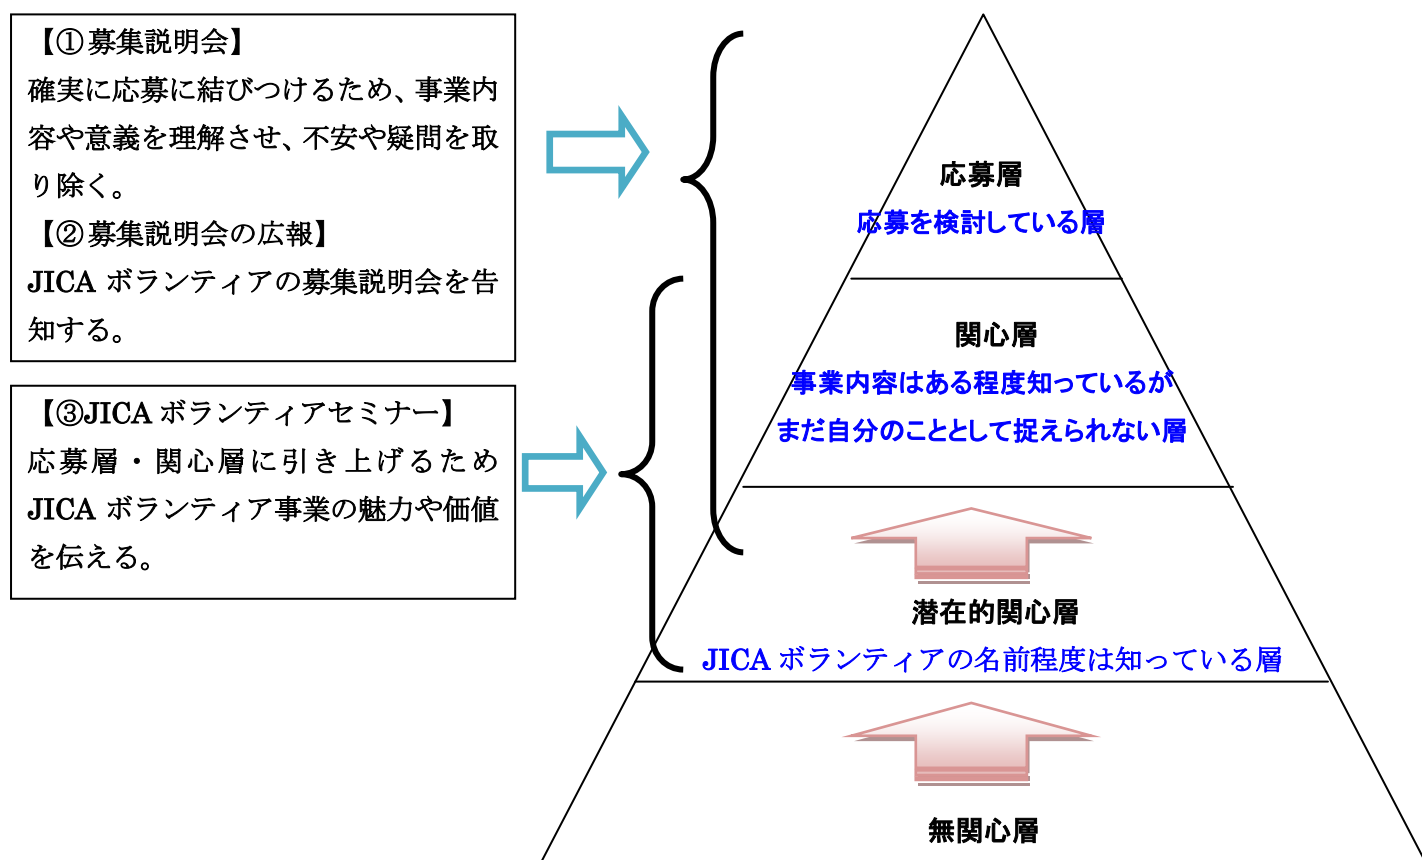 【①募集説明会】
確実に応募に結びつけるため、事業内
容や意義を理解させ、不安や疑問を取
り除く。
【②募集説明会の広報】
JICA ボランティアの募集説明会を告
知する。
【③JICA ボランティアセミナー】
応募層・関心層に引き上げるため
JICA ボランティア事業の魅力や価値
を伝える。
応募層
応募を検討している層
関心層
事業内容はある程度知っているが
まだ自分のこととして捉えられない層
潜在的関心層
JICA ボランティアの名前程度は知っている層
無関心層